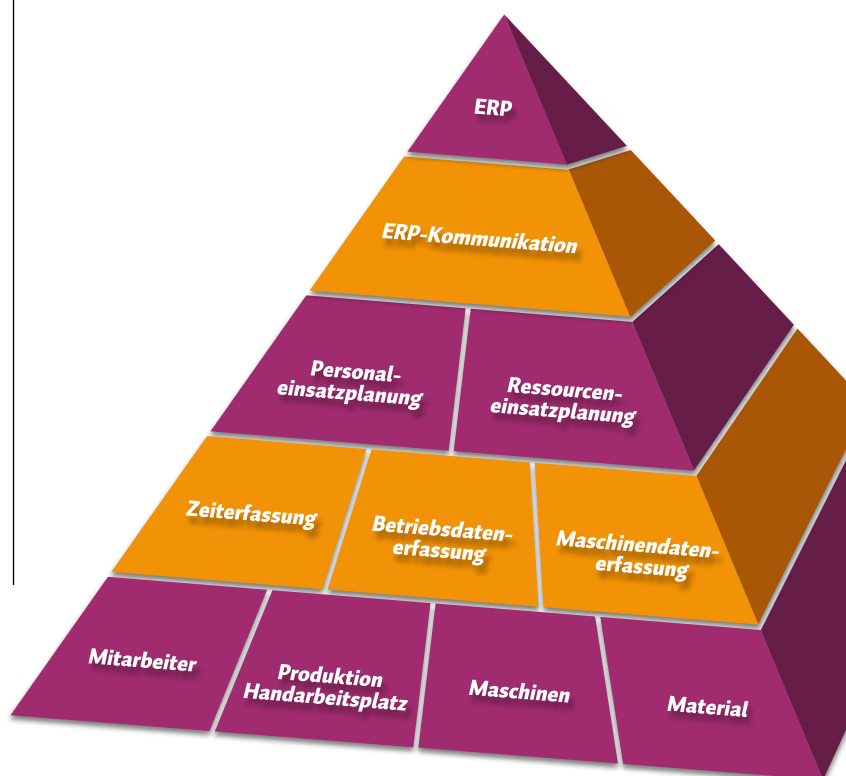 ERP
ERP-Kommunikation
Personal-
einsatzplanung
Ressourcen-
einsatzplanung
Zeiterfassung
Betriebsdaten-
erfassung
Maschinendaten-
erfassung
Mitarbeiter
Produktion
Handarbeitsplatz
Maschinen
Material